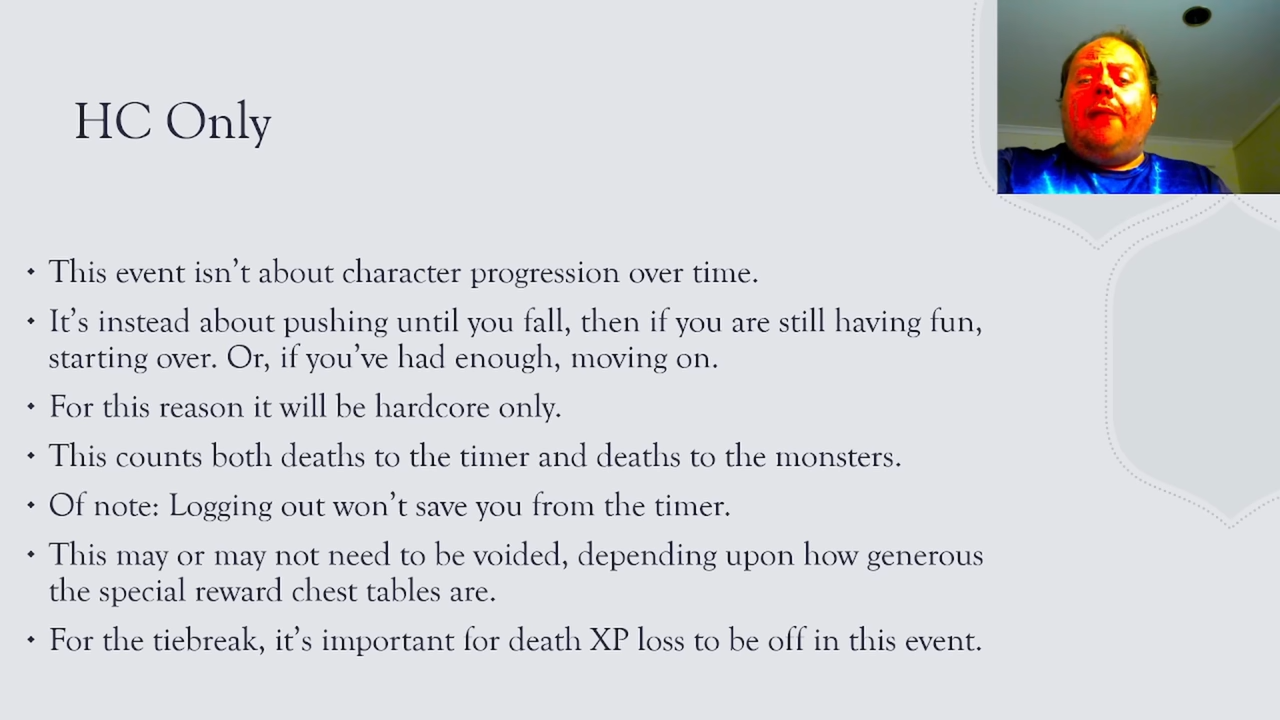 HC Only
• This event isn't about character progression over time.
• It's instead about pushing until you fall, then if you are still having fun,
starting over. Or, if you've had enough, moving on.
• For this reason it will be hardcore only.
• This counts both deaths to the timer and deaths to the monsters.
• Of note: Logging out won't save you from the timer.
• This may or may not need to be voided, depending upon how generous
the special reward chest tables are.
• For the tiebreak, it's important for death XP loss to be off in this event.